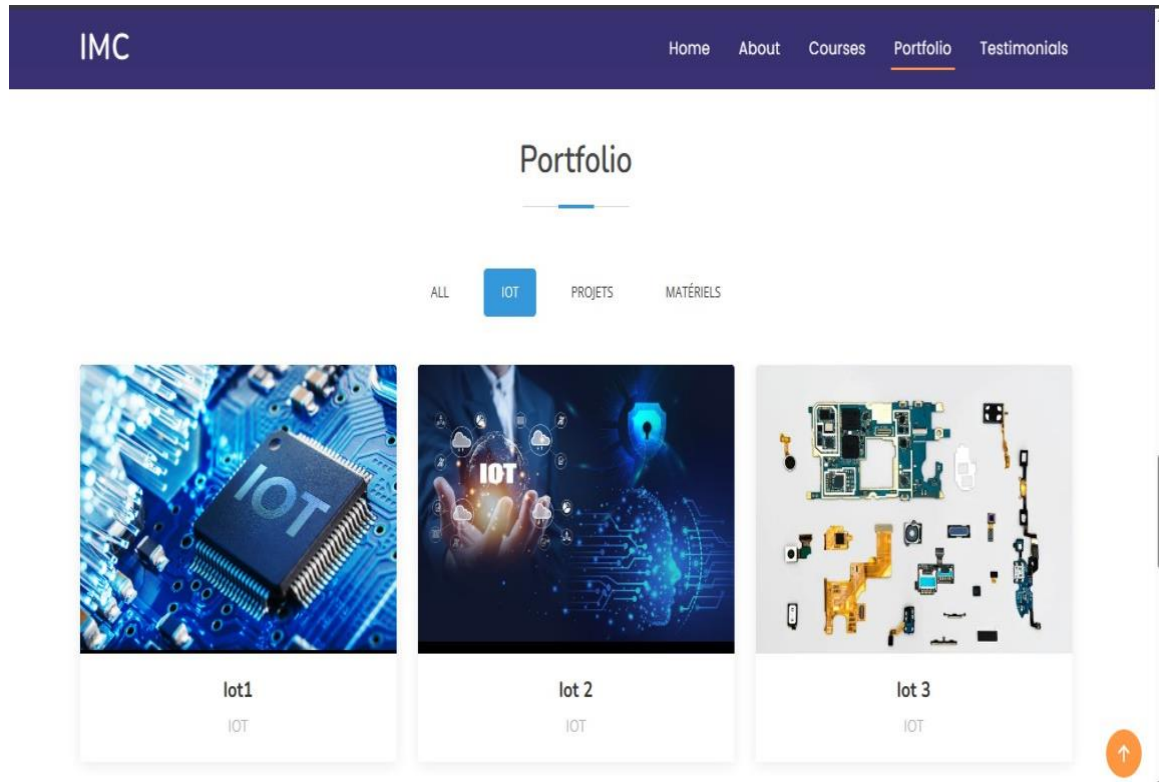 IMC
Home About Courses Portfolio Testimonials
Portfolio
ALL IOT PROJETS MATÉRIELS
IOT
IOT
Iot1
IOT
Iot 2
IOT
Iot 3
IOT